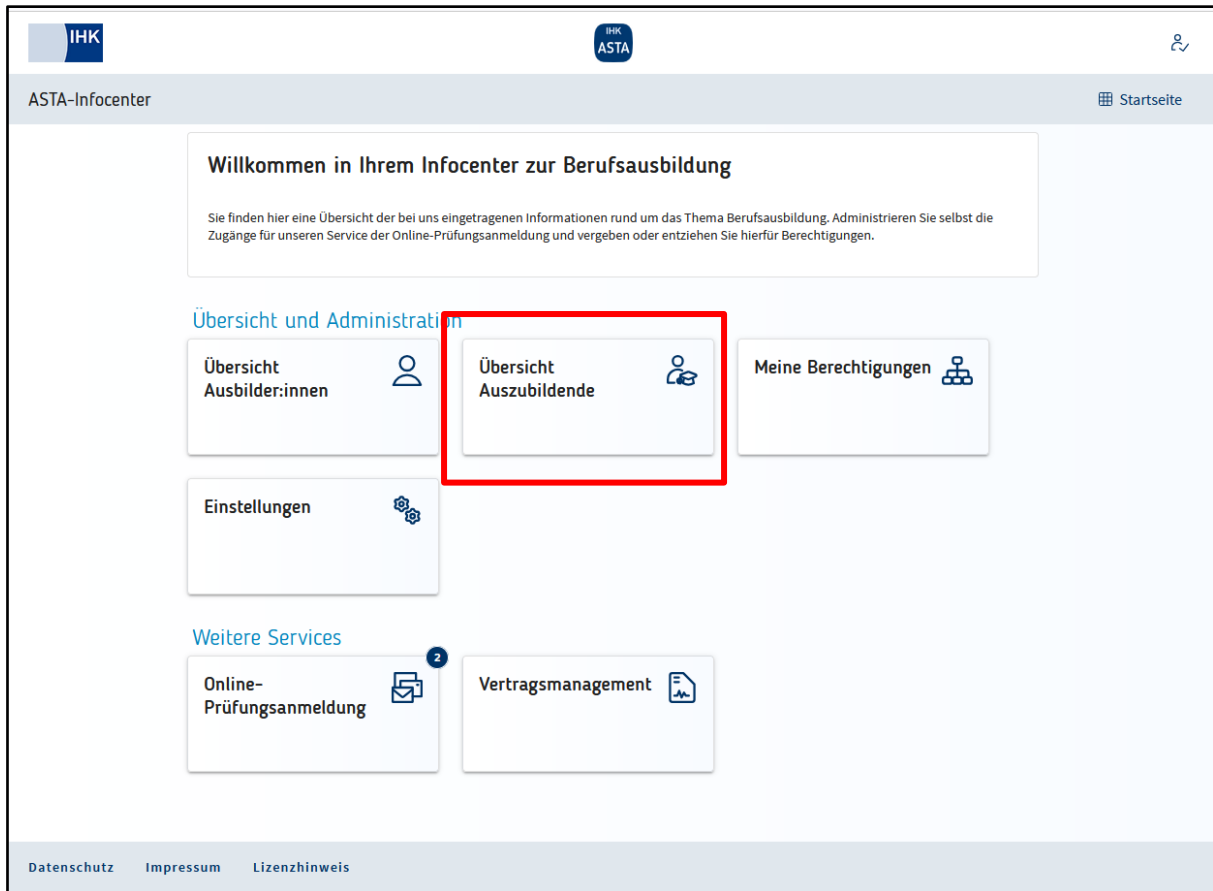 IHK
IHK
ASTA
ASTA-Infocenter
Startseite
Willkommen in Ihrem Infocenter zur Berufsausbildung
Sie finden hier eine Übersicht der bei uns eingetragenen Informationen rund um das Thema Berufsausbildung. Administrieren Sie selbst die
Zugänge für unseren Service der Online-Prüfungsanmeldung und vergeben oder entziehen Sie hierfür Berechtigungen.
Übersicht und Administration
Übersicht
Ausbilder:innen
Übersicht
Auszubildende
Meine Berechtigungen
Einstellungen
Weitere Services
2
Online-
Prüfungsanmeldung
Vertragsmanagement
Datenschutz Impressum Lizenzhinweis